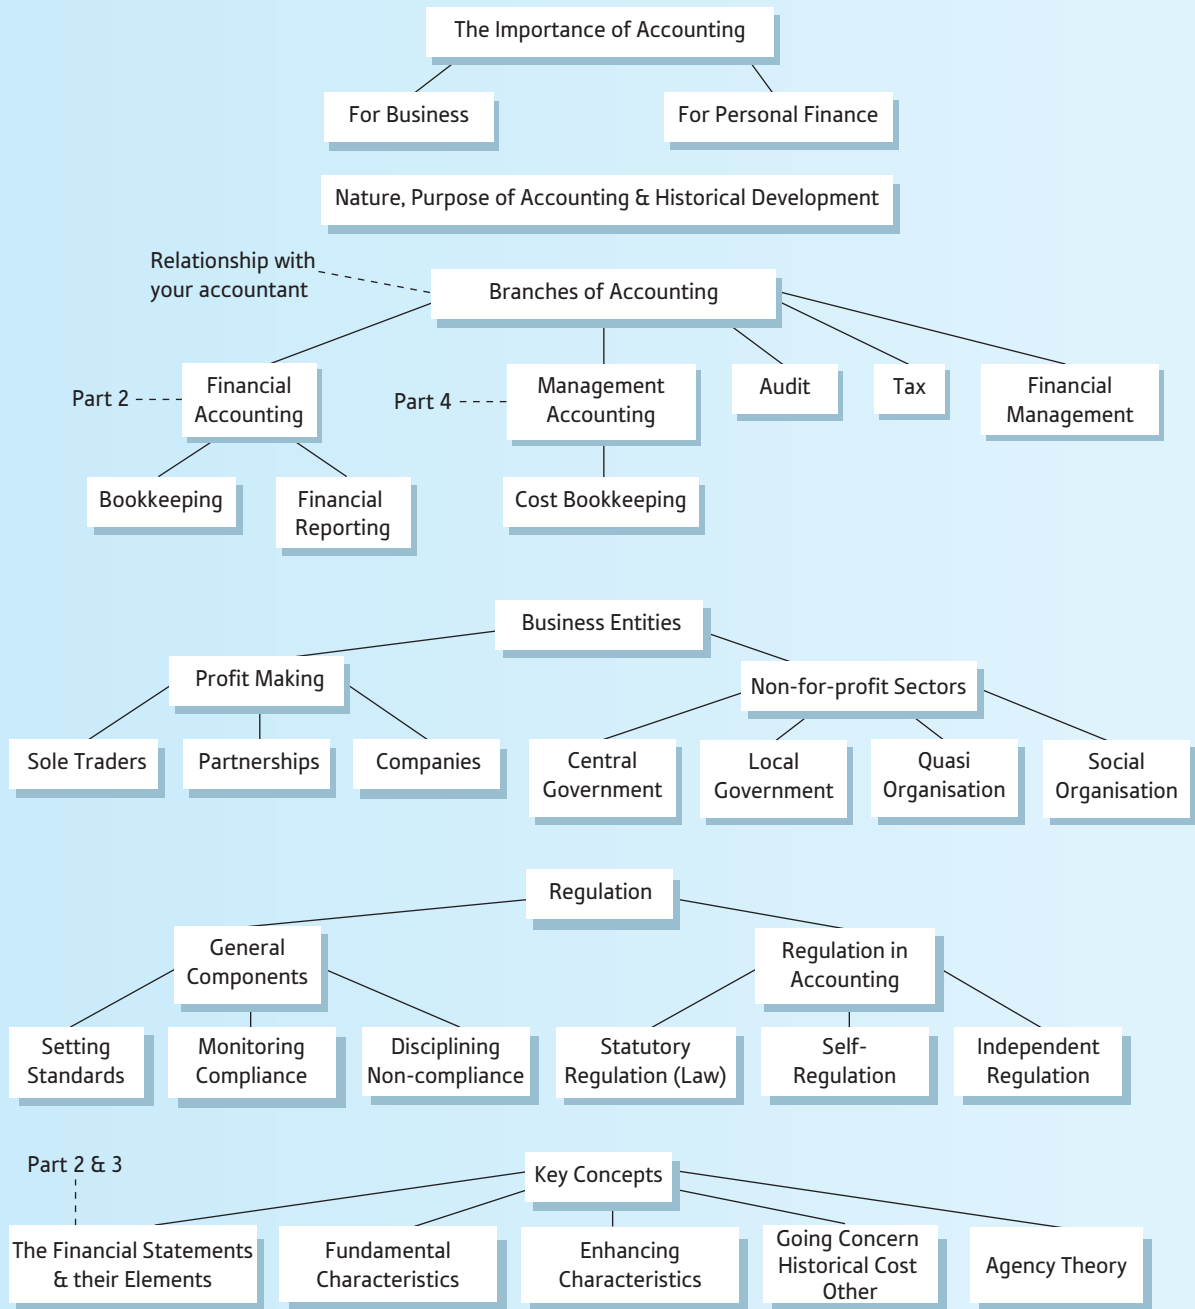 The Importance of Accounting
For Business
For Personal Finance
Nature, Purpose of Accounting & Historical Development
Relationship with
your accountant
Branches of Accounting
Part 2
Financial
Accounting
Part 4
Management
Accounting
Audit
Tax
Financial
Management
Bookkeeping
Financial
Reporting
Cost Bookkeeping
Business Entities
Profit Making
Non-for-profit Sectors
Sole Traders
Partnerships
Companies
Central
Government
Local
Government
Quasi
Organisation
Social
Organisation
Regulation
General
Components
Regulation in
Accounting
Setting
Standards
Monitoring
Compliance
Disciplining
Non-compliance
Statutory
Regulation (Law)
Self-
Regulation
Independent
Regulation
Part 2 & 3
Key Concepts
The Financial Statements
& their Elements
Fundamental
Characteristics
Enhancing
Characteristics
Going Concern
Historical Cost
Other
Agency Theory